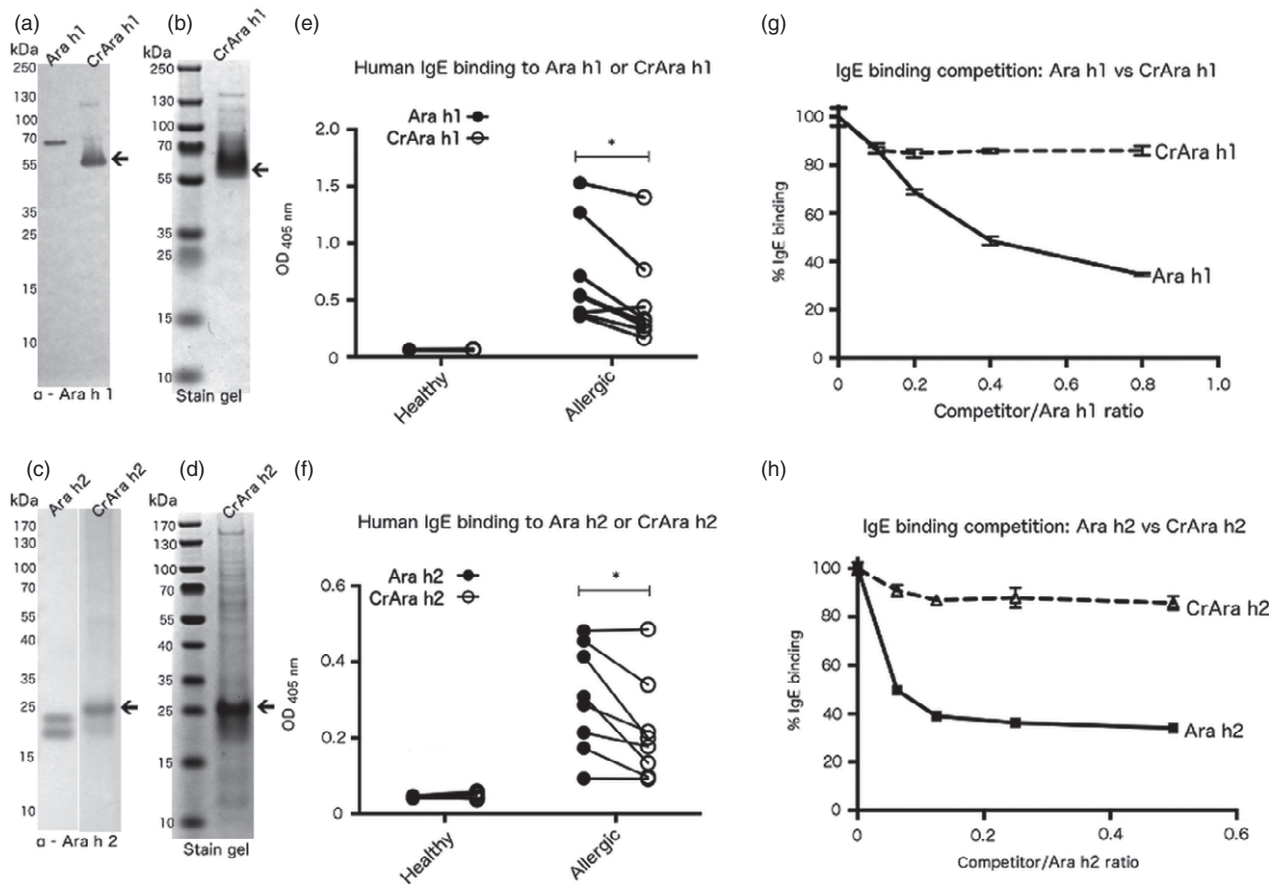 (a)
kDa
Ara h1
CrAra h1
250
130
100
70
55
35
25
15
10
α - Ara h 1
(b)
CrAra h1
250
130
100
70
55
35
25
15
10
Stain gel
(e)
Human IgE binding to Ara h1 or CrAra h1
Ara h1
CrAra h1
*
2.0
1.5
1.0
0.5
0
OD 405 nm
Healthy
Allergic
(g)
IgE binding competition: Ara h1 vs CrAra h1
100
80
60
40
20
0
% IgE binding
CrAra h1
Ara h1
0
0.2
0.4
0.6
0.8
1.0
Competitor/Ara h1 ratio
(c)
kDa
Ara h2
CrAra h2
170
130
100
70
55
40
35
25
15
10
α - Ara h 2
(d)
CrAra h2
170
130
100
70
55
40
35
25
15
10
Stain gel
(f)
Human IgE binding to Ara h2 or CrAra h2
Ara h2
CrAra h2
*
0.6
0.4
0.2
0
OD 405 nm
Healthy
Allergic
(h)
IgE binding competition: Ara h2 vs CrAra h2
100
80
60
40
20
0
% IgE binding
CrAra h2
Ara h2
0
0.2
0.4
0.6
Competitor/Ara h2 ratio